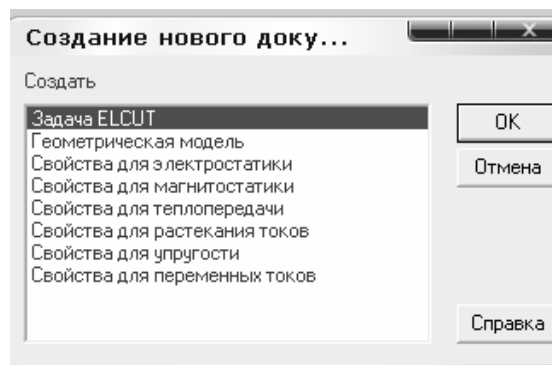 Создание нового доку...
Создать
Задача ELCUT
Геометрическая модель
Свойства для электростатики
Свойства для магнитостатики
Свойства для теплопередачи
Свойства для растекания токов
Свойства для упругости
Свойства для переменных токов
OK
Отмена
Справка